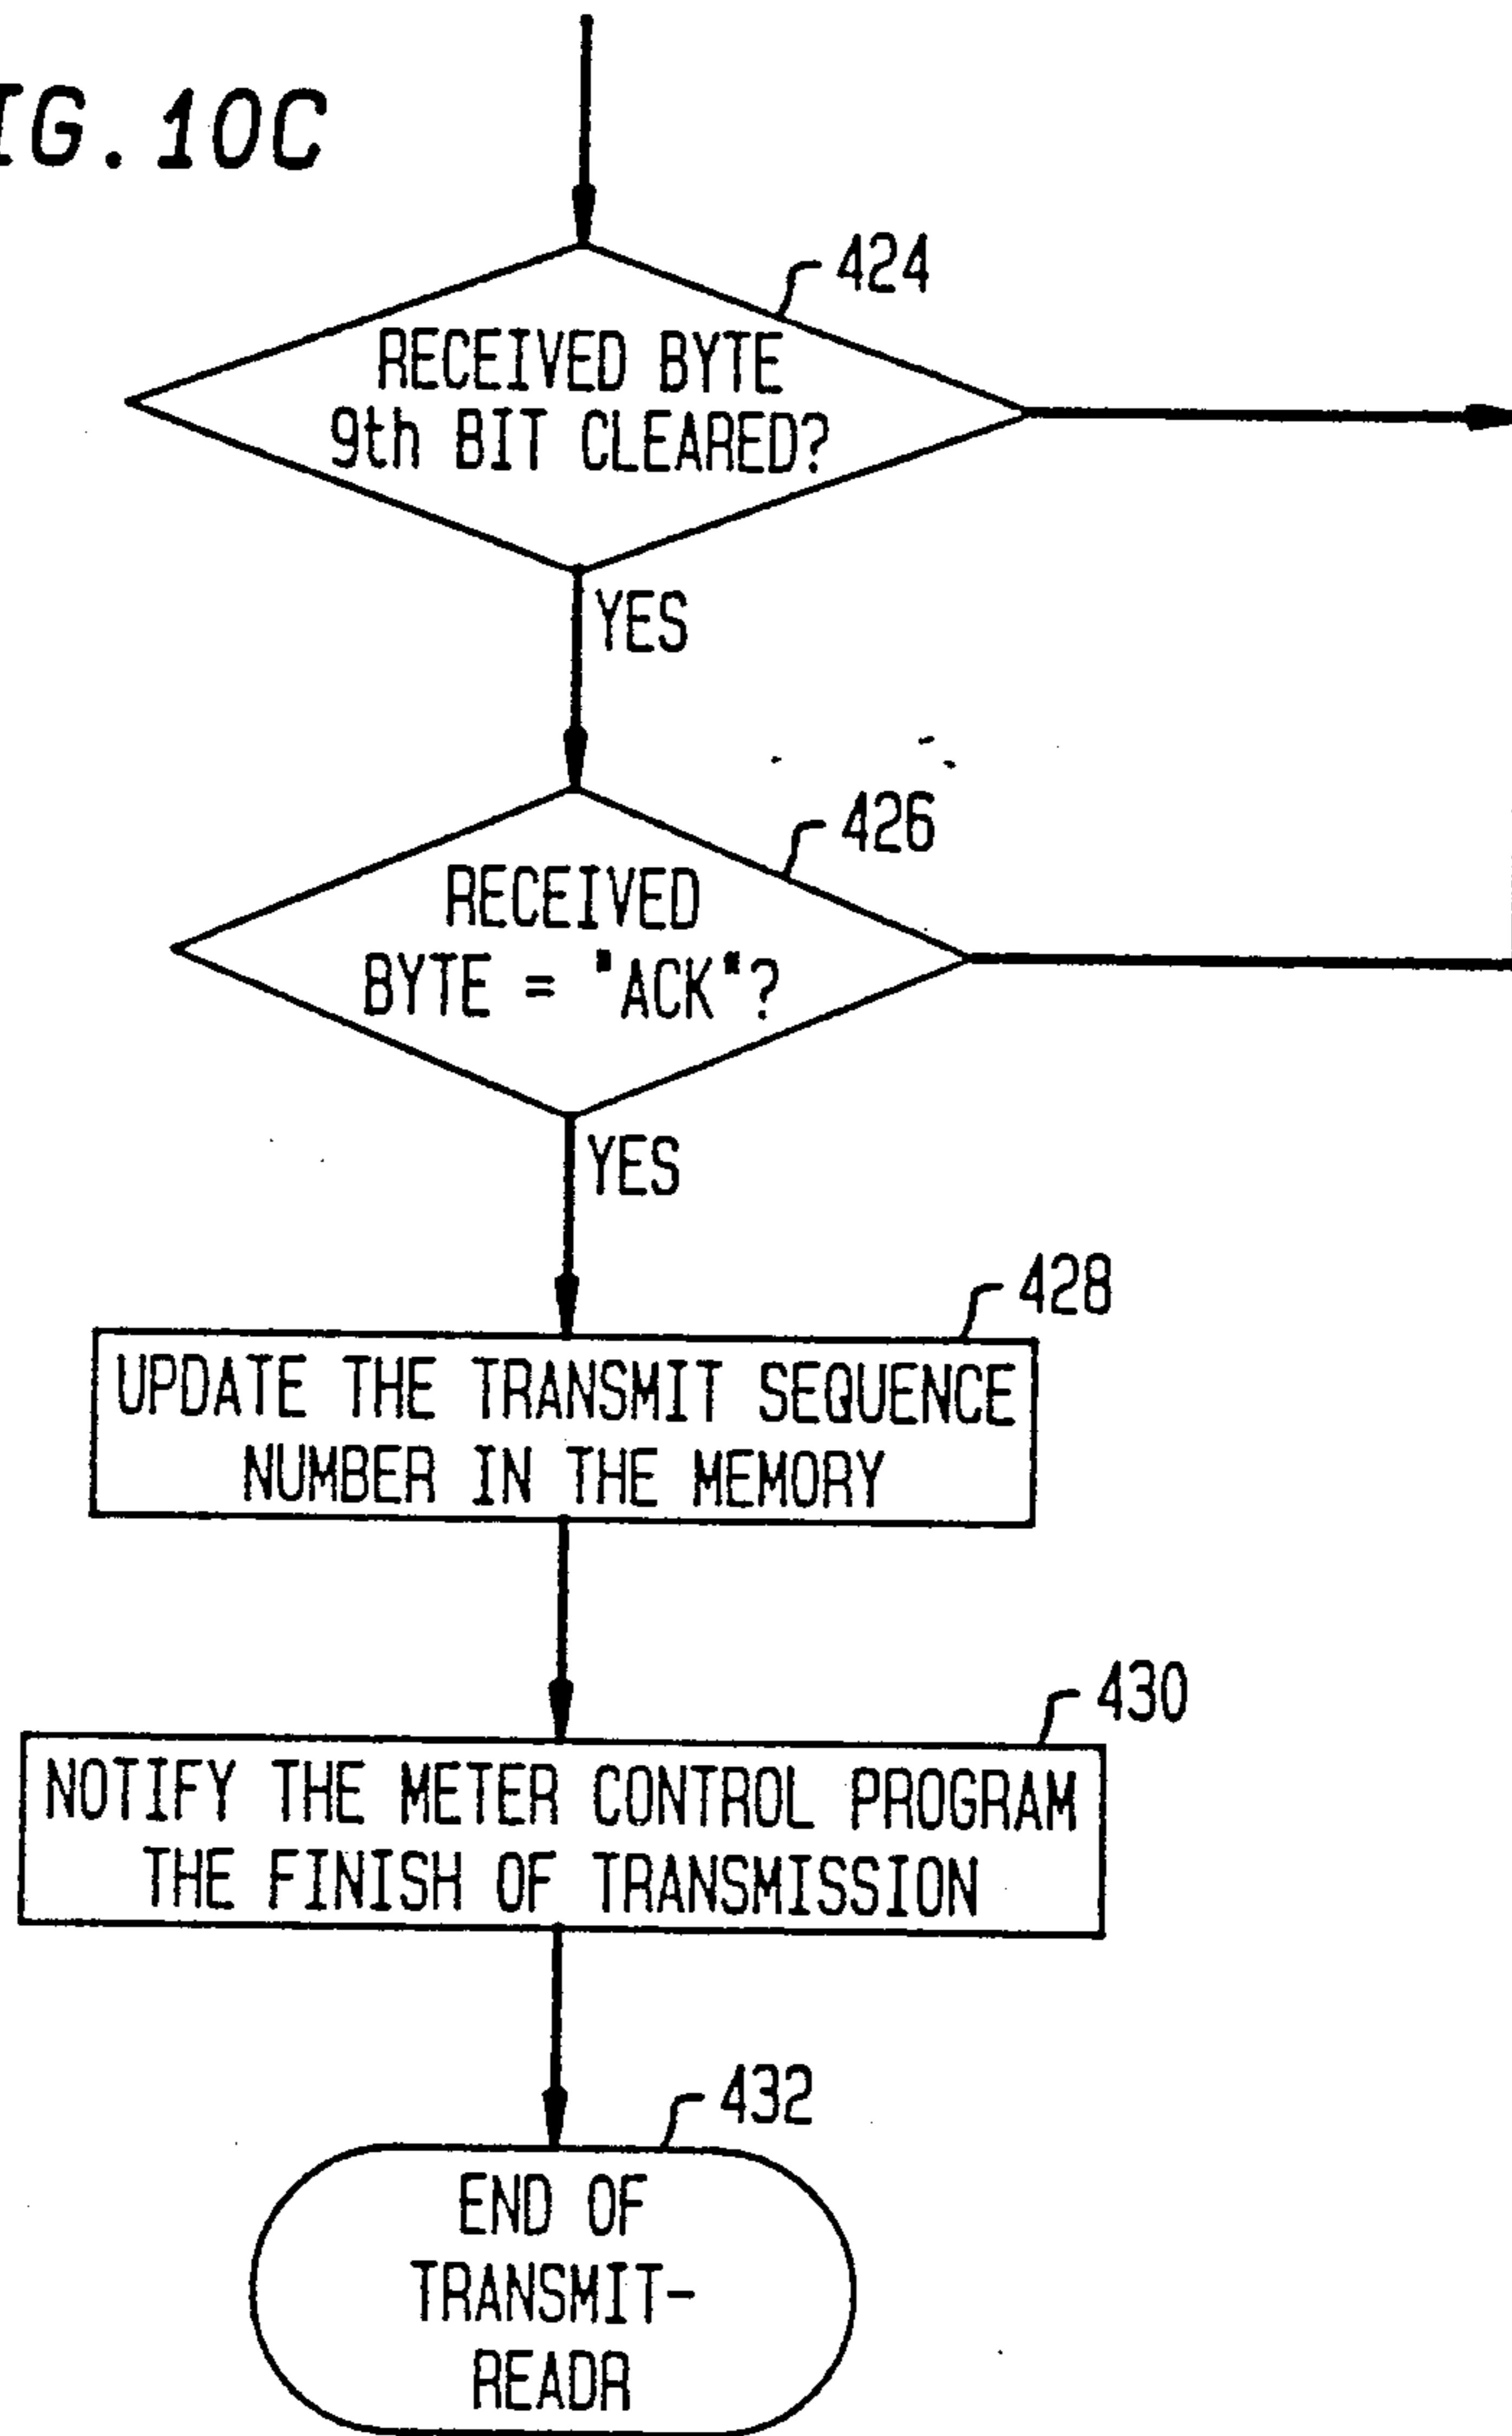 IG. 10C
424
RECEIVED BYTE
9th BIT CLEARED?
YES
426
RECEIVED
BYTE = "ACK"?
YES
428
UPDATE THE TRANSMIT SEQUENCE
NUMBER IN THE MEMORY
430
NOTIFY THE METER CONTROL PROGRAM
THE FINISH OF TRANSMISSION
432
END OF
TRANSMIT-
READR